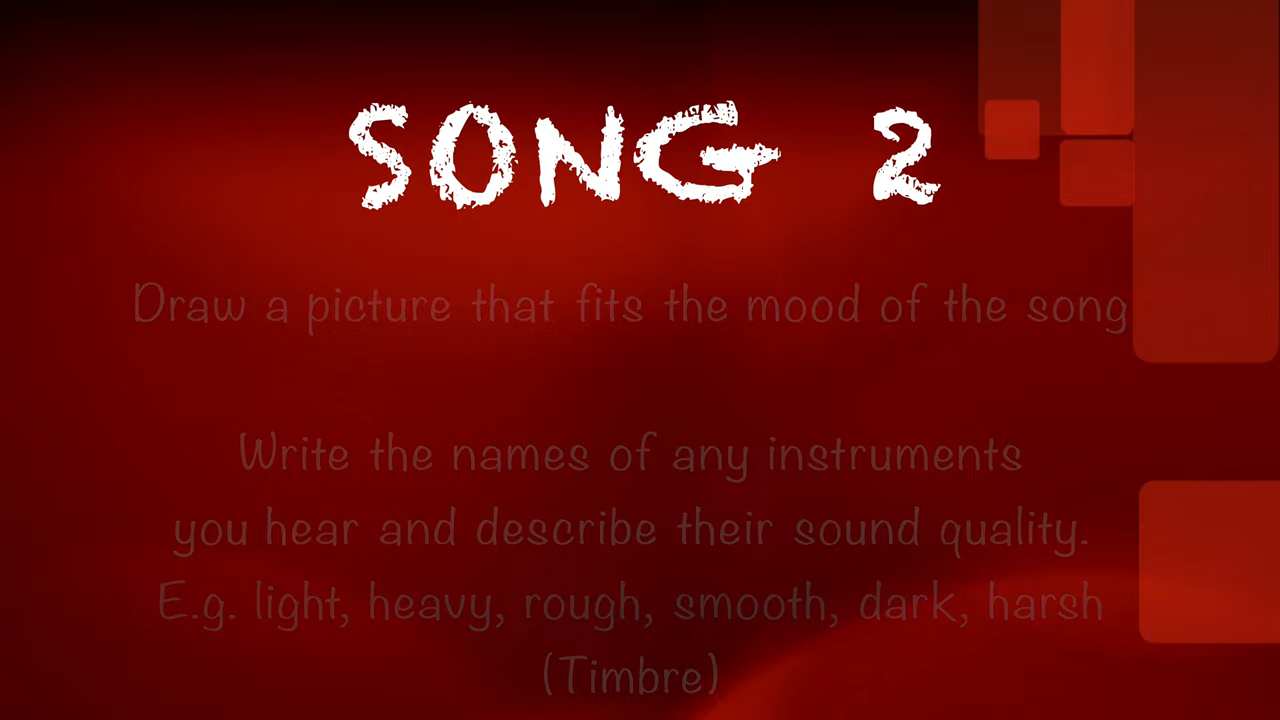 SONG 2
Draw a picture that fits the mood of the song
Write the names of any instruments
you hear and describe their sound quality.
E.g. light, heavy, rough, smooth, dark, harsh
(Timbre)